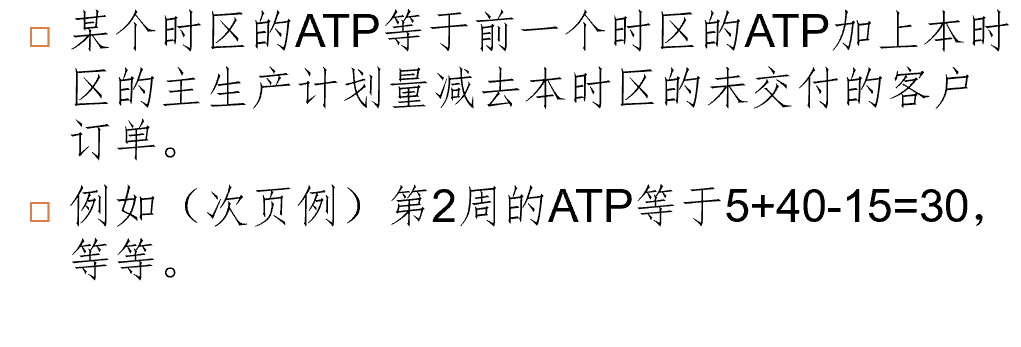 某个时区的ATP等于前一个时区的ATP加上本时
区的主生产计划量减去本时区的未交付的客户
订单。
例如（次页例）第2周的ATP等于5+40-15=30，
等等。